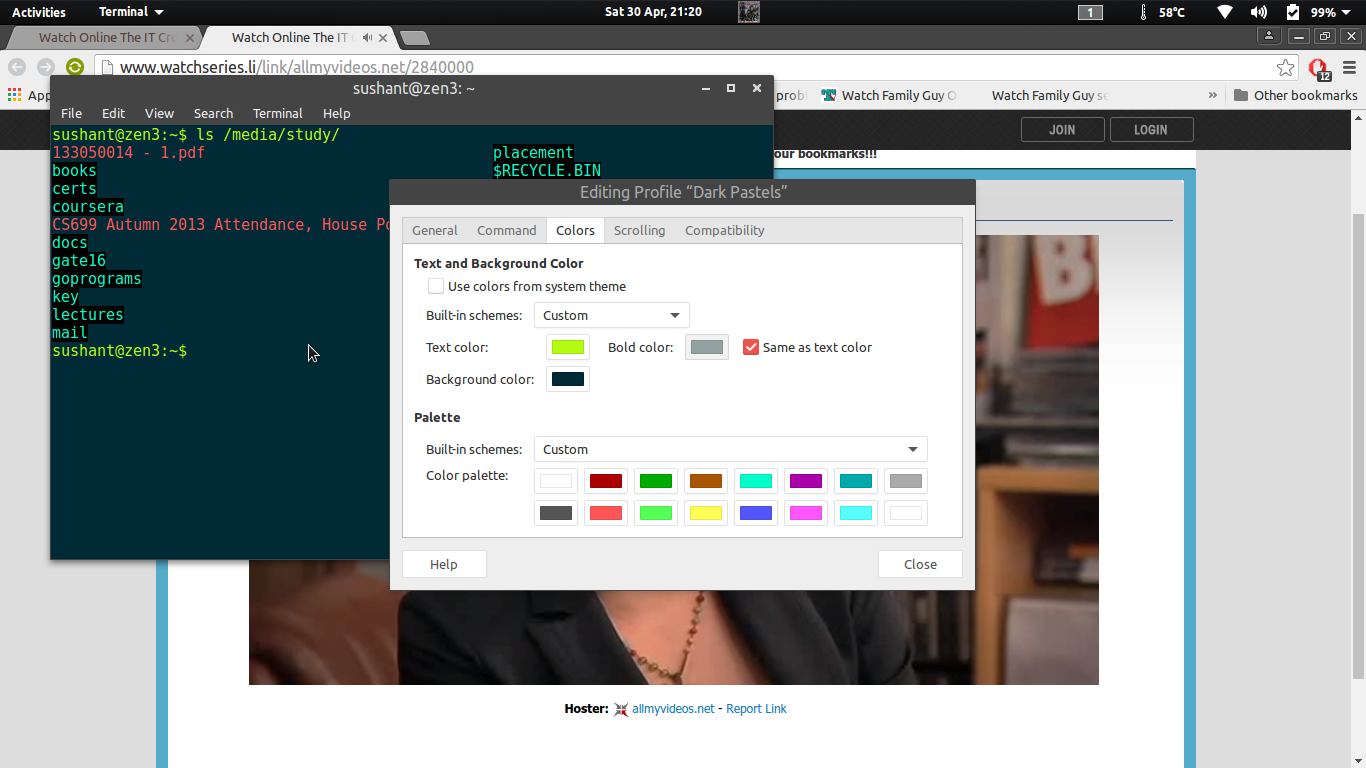 Activities Terminal Sat 30 Apr, 21:20 1 58°C 99%
Watch Online The IT Cr Watch Online The IT
www.watchseries.li/link/allmyvideos.net/2840000
12
App probl Watch Family Guy O Watch Family Guy se » Other bookmarks
sushant@zen3: ~
File Edit View Search Terminal Help
JOIN LOGIN
our bookmarks!!!
sushant@zen3:~$ ls /media/study/
133050014 - 1.pdf placement
books $RECYCLE.BIN
certs
coursera
CS699 Autumn 2013 Attendance, House Po
docs
gate16
goprograms
key
lectures
mail
sushant@zen3:~$
Editing Profile “Dark Pastels”
General Command Colors Scrolling Compatibility
Text and Background Color
Use colors from system theme
Built-in schemes: Custom
Text color: Bold color: Same as text color
Background color:
Palette
Built-in schemes: Custom
Color palette:
Help Close
Hoster: allmyvideos.net - Report Link